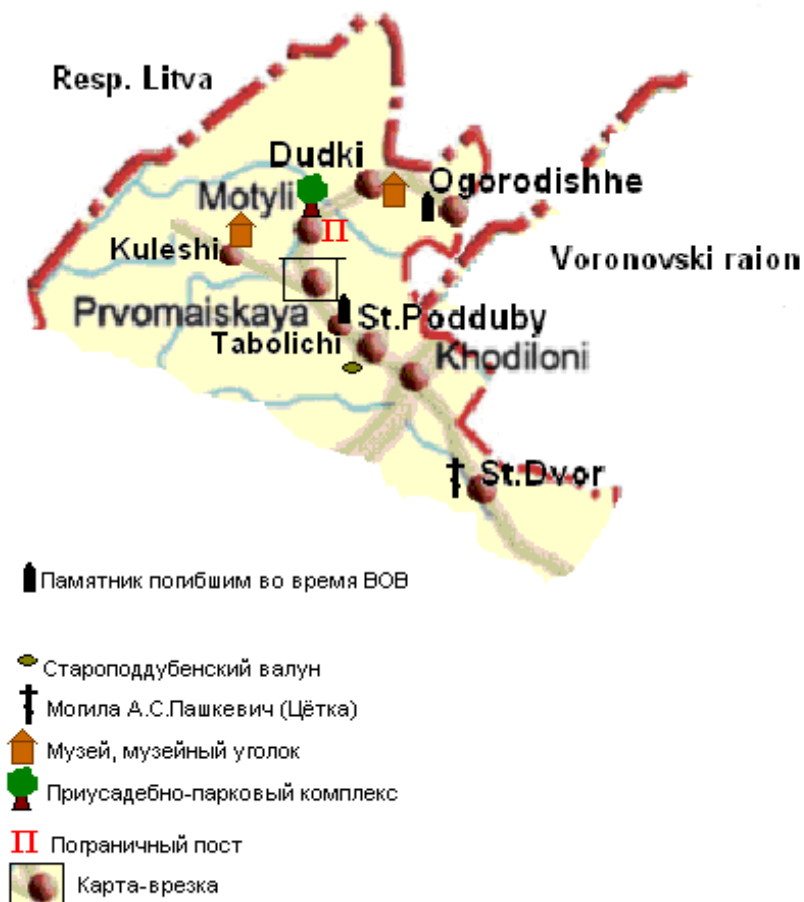 Resp. Litva
Dudki
Ogorodishhe
Motyli
П
Kuleshi
Voronovski raion
Prvomaiskaya
St.Podduby
Tabolichi
Khodiloni
St.Dvor
Памятник погибшим во время ВОВ
Староподдубенский валун
Могила А.С.Пашкевич (Цётка)
Музей, музейный уголок
Приусадебно-парковый комплекс
П Пограничный пост
Карта-врезка